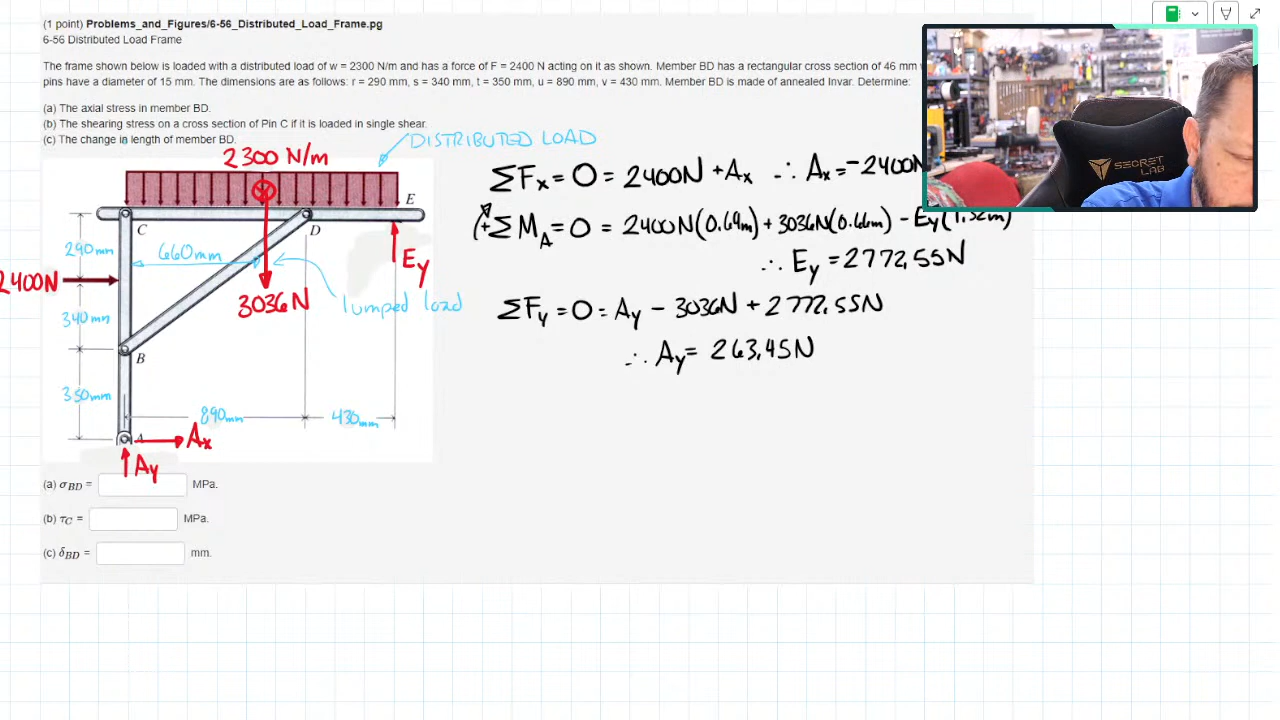 (1 point) Problems_and_Figures/6-56_Distributed_Load_Frame.pg
6-56 Distributed Load Frame
The frame shown below is loaded with a distributed load of w = 2300 N/m and has a force of F = 2400 N acting on it as shown. Member BD has a rectangular cross section of 46 mm
pins have a diameter of 15 mm. The dimensions are as follows: r = 290 mm, s = 340 mm, t = 350 mm, u = 890 mm, v = 430 mm. Member BD is made of annealed Invar. Determine:
(a) The axial stress in member BD.
(b) The shearing stress on a cross section of Pin C if it is loaded in single shear.
(c) The change in length of member BD.
DISTRIBUTED LOAD
2300 N/m
E
C
D
290mm
660mm
Ey
2400N
3036N
lumped load
340mm
B
350mm
890mm
430mm
A
Ax
Ay
ΣFx = 0 = 2400N + Ax ∴ Ax = -2400N
(+ ΣMA = 0 = 2400N(0.69m) + 3036N(0.66m) - Ey(1.32m)
∴ Ey = 2772.55N
ΣFy = 0 = Ay - 3036N + 2772.55N
∴ Ay = 263.45N
(a) σBD = MPa.
(b) τC = MPa.
(c) δBD = mm.
SECRET
LAB